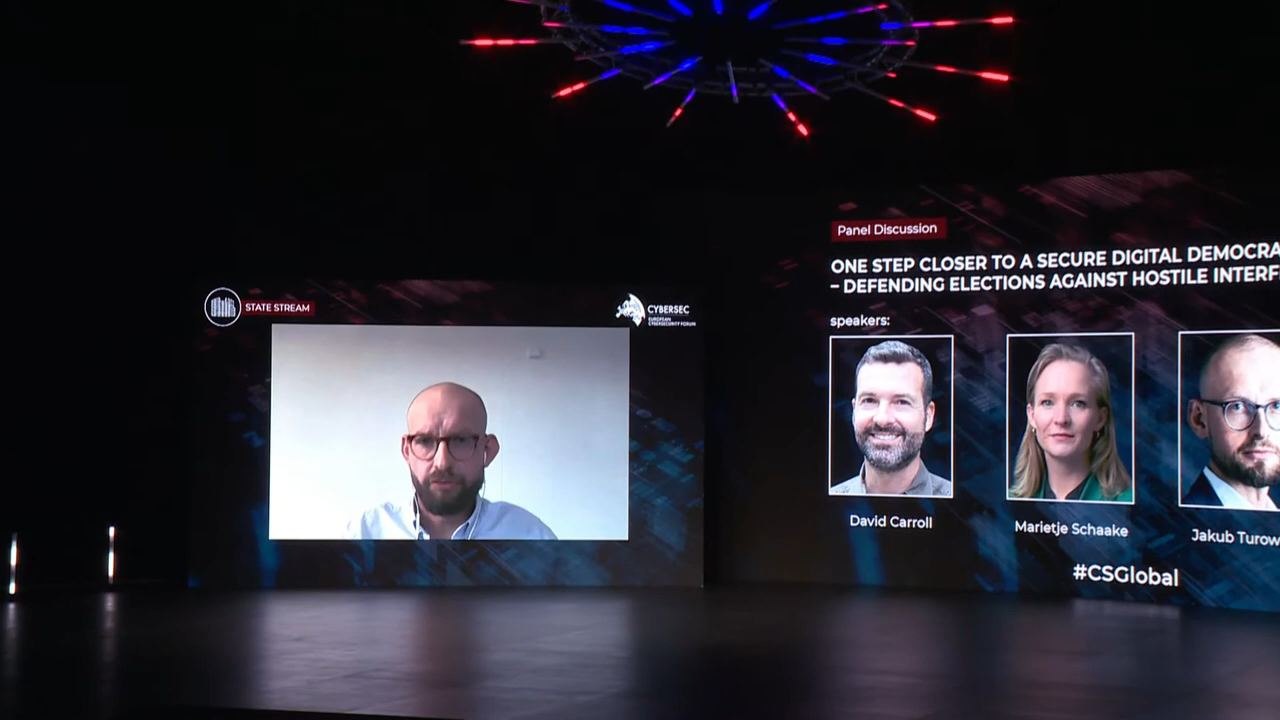 STATE STREAM
CYBERSEC
EUROPEAN
CYBERSECURITY FORUM
Panel Discussion
ONE STEP CLOSER TO A SECURE DIGITAL DEMOCRA
– DEFENDING ELECTIONS AGAINST HOSTILE INTERF
speakers:
David Carroll
Marietje Schaake
Jakub Turow
#CSGlobal